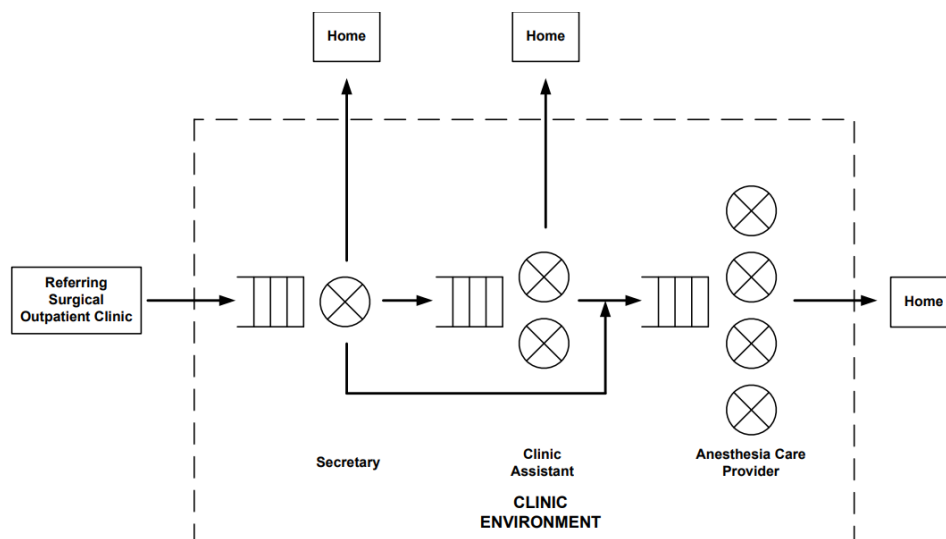 Home
Home
Referring
Surgical
Outpatient Clinic
Home
Secretary
Clinic
Assistant
Anesthesia Care
Provider
CLINIC
ENVIRONMENT